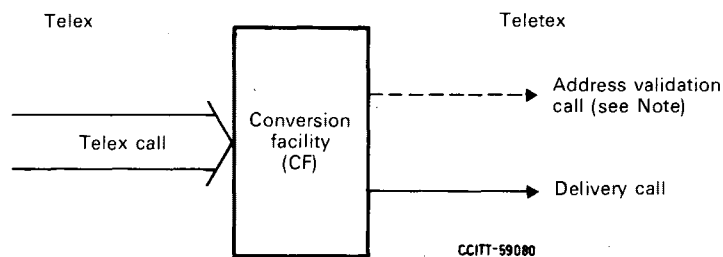 Telex
Teletex
Telex call
Conversion
facility
(CF)
Address validation
call (see Note)
Delivery call
CCITT-59080